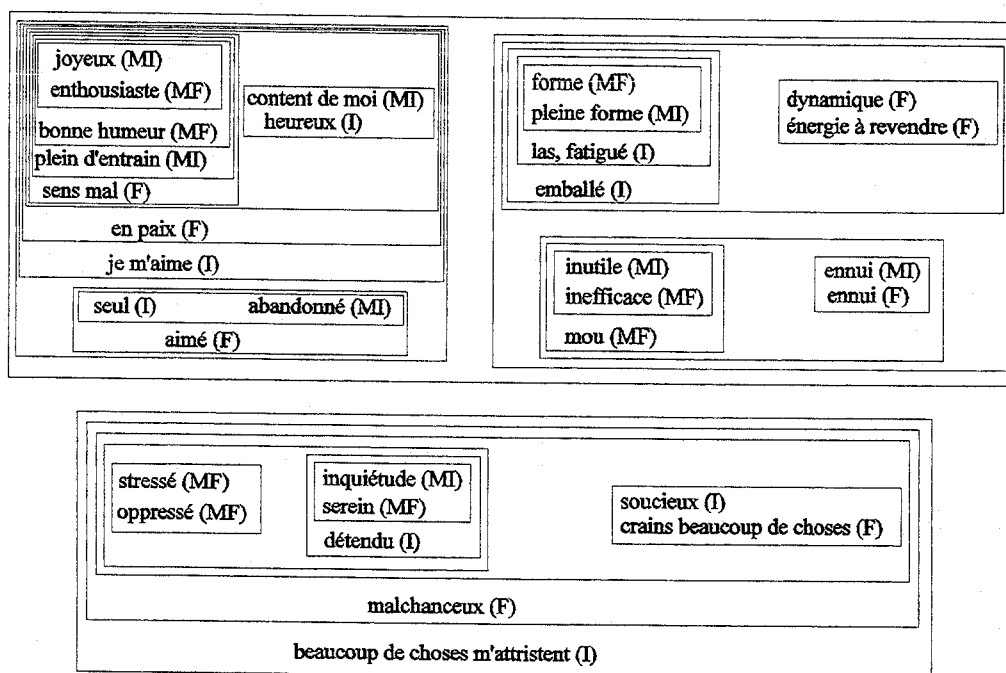 joyeux (MI)
enthousiaste (MF)
bonne humeur (MF)
plein d'entrain (MI)
sens mal (F)
content de moi (MI)
heureux (I)
en paix (F)
je m'aime (I)
seul (I) abandonné (MI)
aimé (F)
forme (MF)
pleine forme (MI)
las, fatigué (I)
emballé (I)
dynamique (F)
énergie à revendre (F)
inutile (MI)
inefficace (MF)
mou (MF)
ennui (MI)
ennui (F)
stressé (MF)
oppressé (MF)
inquiétude (MI)
serein (MF)
détendu (I)
soucieux (I)
crains beaucoup de choses (F)
malchanceux (F)
beaucoup de choses m'attristent (I)